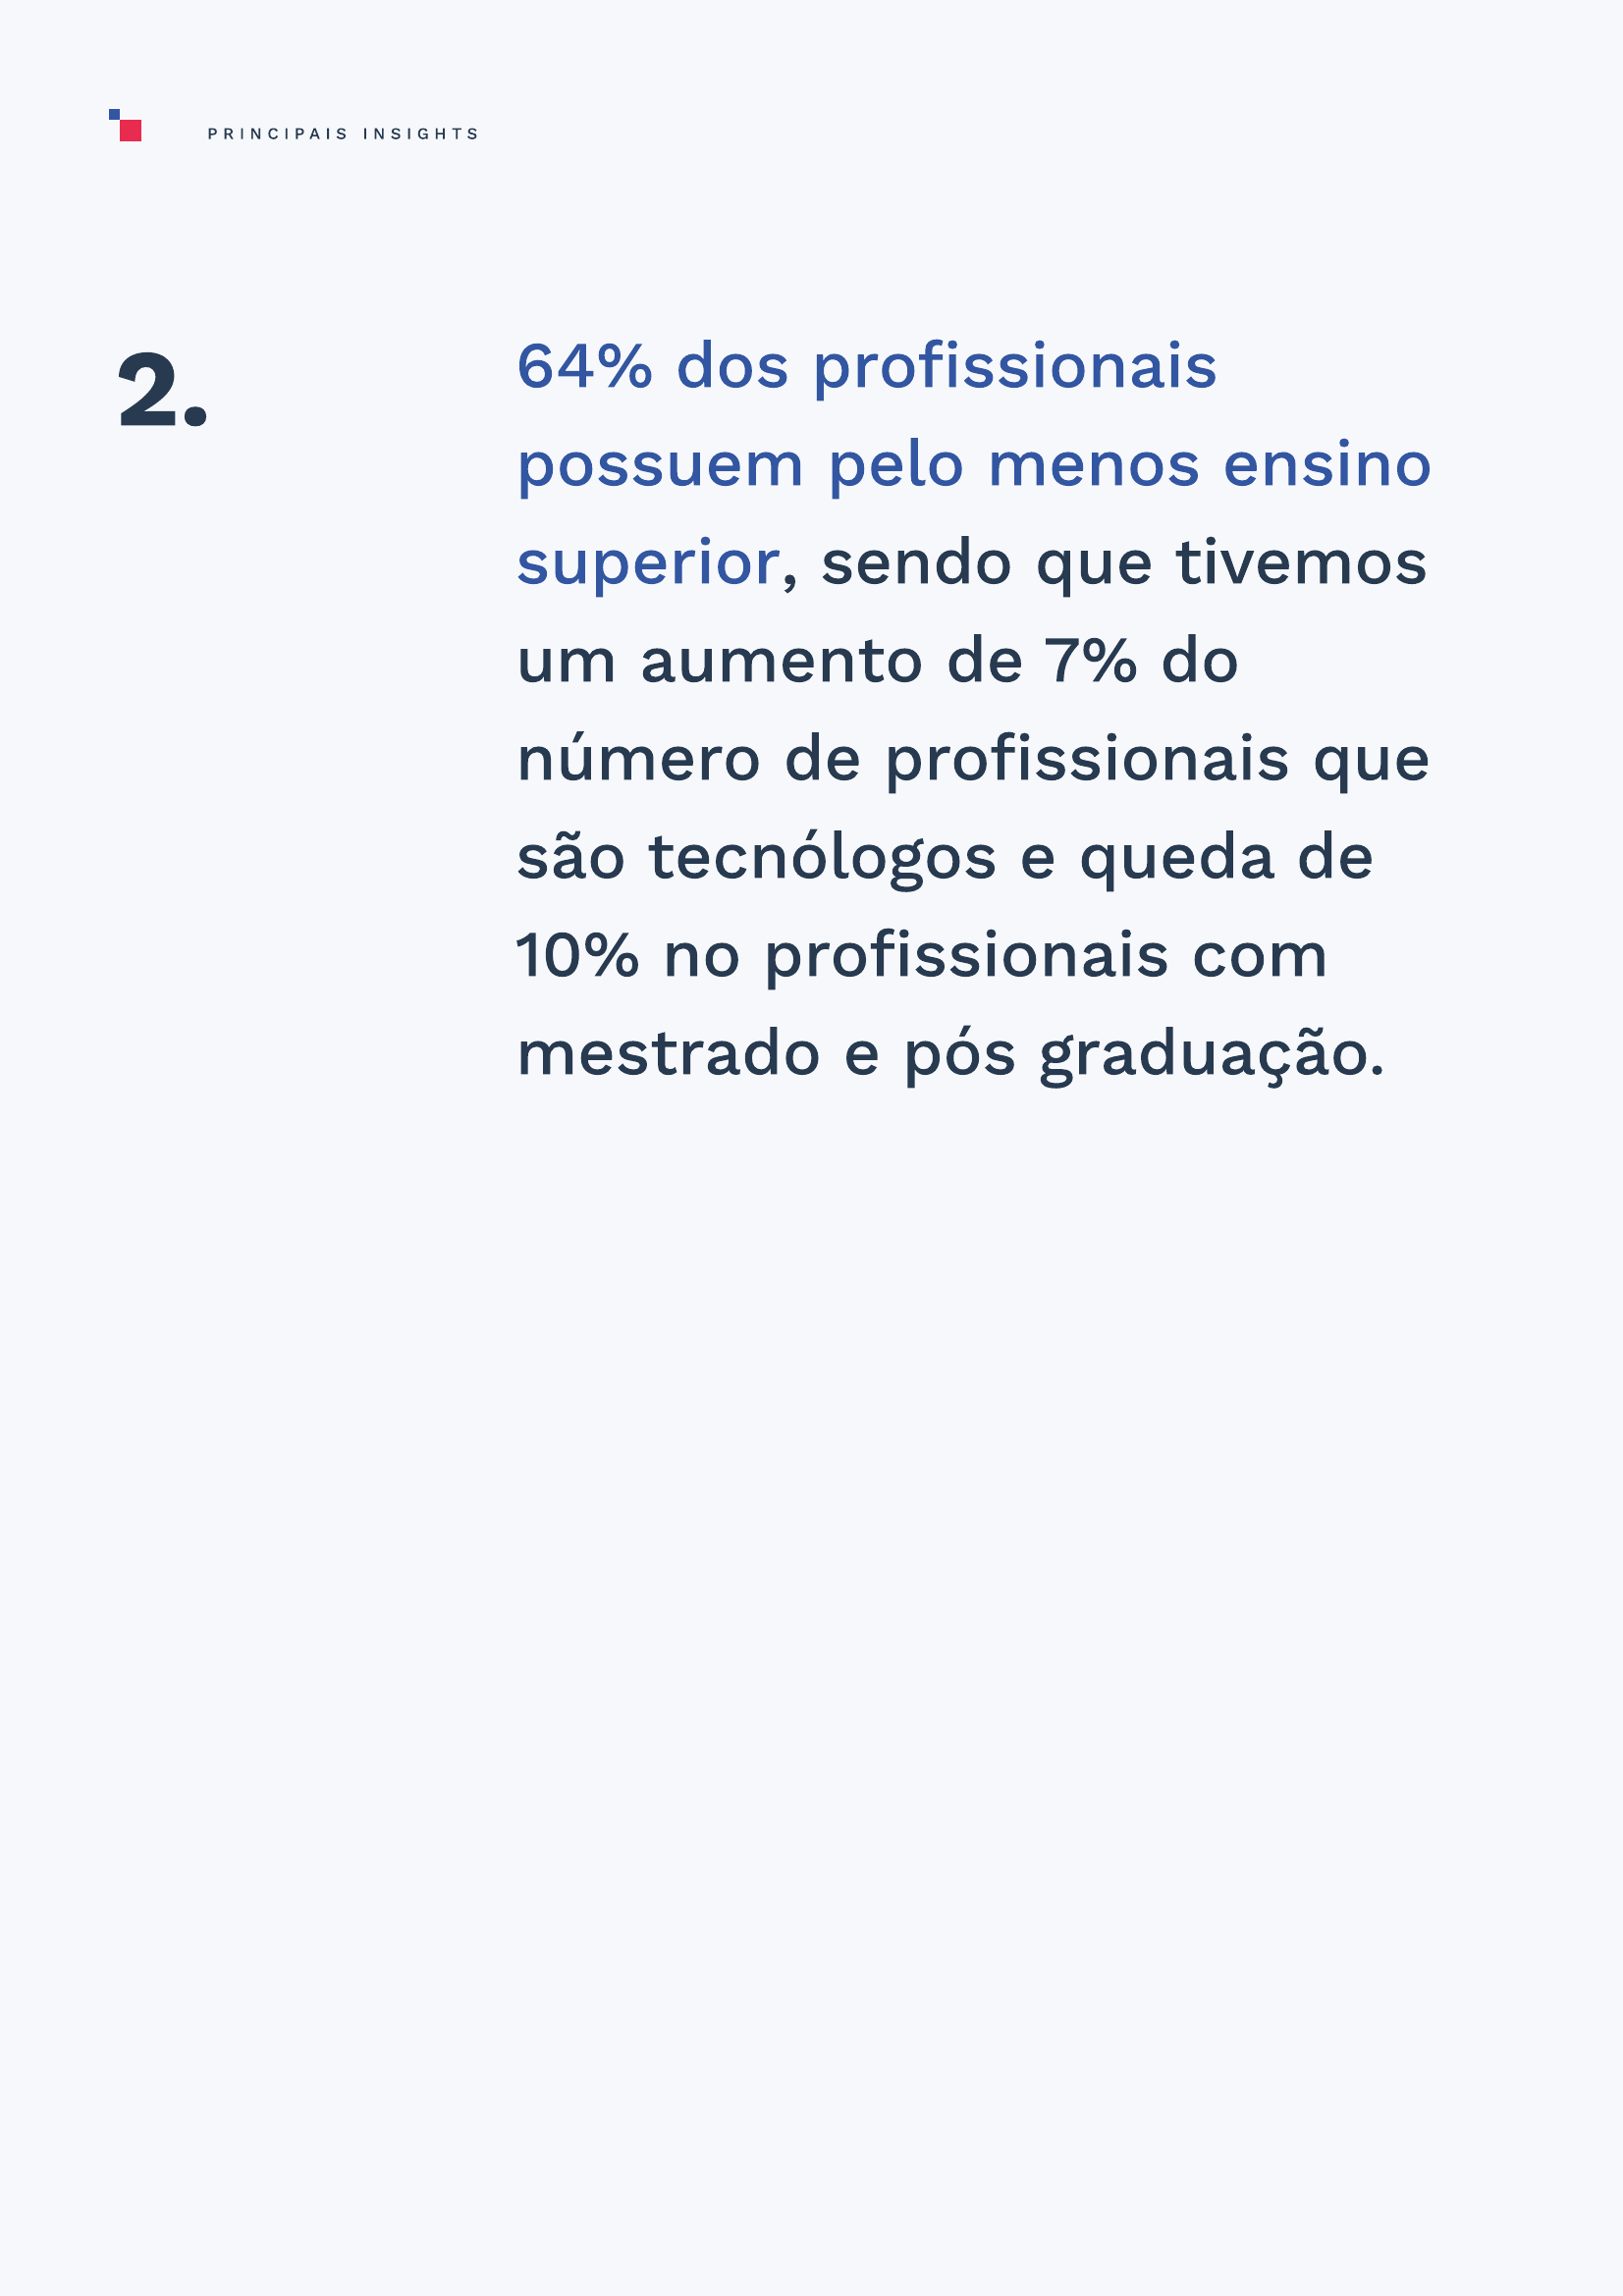 PRINCIPAIS INSIGHTS
2.
64% dos profissionais
possuem pelo menos ensino
superior, sendo que tivemos
um aumento de 7% do
número de profissionais que
são tecnólogos e queda de
10% no profissionais com
mestrado e pós graduação.